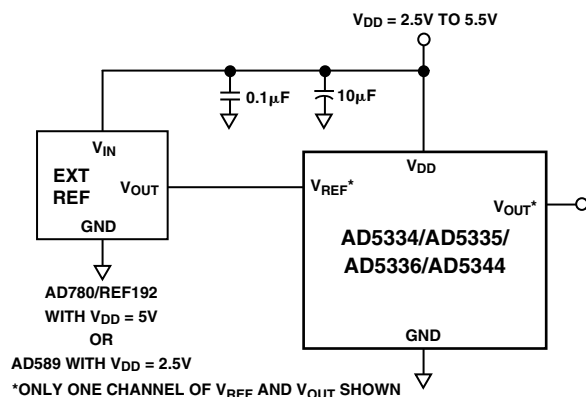 V_DD = 2.5V TO 5.5V
0.1μF
10μF
V_IN
EXT
REF
V_OUT
GND
V_DD
V_REF*
V_OUT*
AD5334/AD5335/
AD5336/AD5344
GND
AD780/REF192
WITH V_DD = 5V
OR
AD589 WITH V_DD = 2.5V
*ONLY ONE CHANNEL OF V_REF AND V_OUT SHOWN